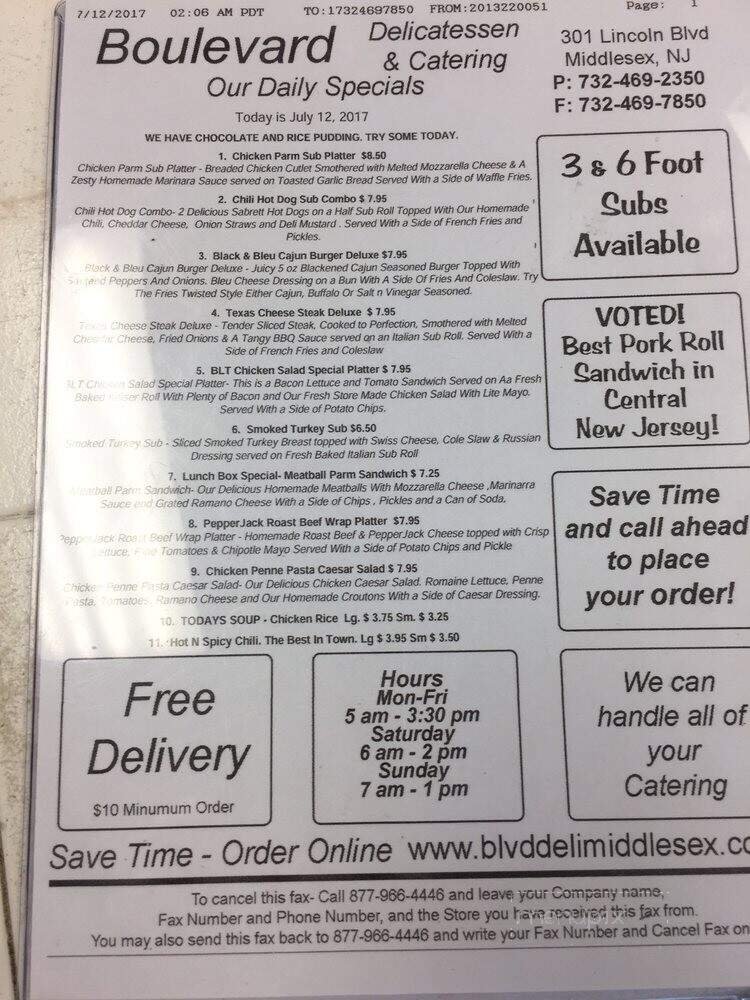 7/12/2017 02:06 AM PDT TO:17324697850 FROM:2013220051 Page: 1
Boulevard Delicatessen
& Catering
Our Daily Specials
301 Lincoln Blvd
Middlesex, NJ
P: 732-469-2350
F: 732-469-7850
Today is July 12, 2017
WE HAVE CHOCOLATE AND RICE PUDDING. TRY SOME TODAY.
1. Chicken Parm Sub Platter $8.50
Chicken Parm Sub Platter - Breaded Chicken Cutlet Smothered with Melted Mozzarella Cheese & A
Zesty Homemade Marinara Sauce served on Toasted Garlic Bread Served With a Side of Waffle Fries.
2. Chili Hot Dog Sub Combo $ 7.95
Chili Hot Dog Combo- 2 Delicious Sabrett Hot Dogs on a Half Sub Roll Topped With Our Homemade
Chili, Cheddar Cheese, Onion Straws and Deli Mustard . Served With a Side of French Fries and
Pickles.
3. Black & Bleu Cajun Burger Deluxe $7.95
Black & Bleu Cajun Burger Deluxe - Juicy 5 oz Blackened Cajun Seasoned Burger Topped With
Peppers And Onions. Bleu Cheese Dressing on a Bun With A Side Of Fries And Coleslaw. Try
The Fries Twisted Style Either Cajun, Buffalo Or Salt n Vinegar Seasoned.
4. Texas Cheese Steak Deluxe $ 7.95
Texas Cheese Steak Deluxe - Tender Sliced Steak, Cooked to Perfection, Smothered with Melted
Cheddar Cheese, Fried Onions & A Tangy BBQ Sauce served on an Italian Sub Roll. Served With a
Side of French Fries and Coleslaw
5. BLT Chicken Salad Special Platter $ 7.95
BLT Chicken Salad Special Platter- This is a Bacon Lettuce and Tomato Sandwich Served on Aa Fresh
Baked Kaiser Roll With Plenty of Bacon and Our Fresh Store Made Chicken Salad With Lite Mayo.
Served With a Side of Potato Chips.
6. Smoked Turkey Sub $6.50
Smoked Turkey Sub - Sliced Smoked Turkey Breast topped with Swiss Cheese, Cole Slaw & Russian
Dressing served on Fresh Baked Italian Sub Roll
7. Lunch Box Special- Meatball Parm Sandwich $ 7.25
Meatball Parm Sandwich- Our Delicious Homemade Meatballs With Mozzarella Cheese ,Marinarra
Sauce and Grated Ramano Cheese With a Side of Chips , Pickles and a Can of Soda.
8. PepperJack Roast Beef Wrap Platter $7.95
PepperJack Roast Beef Wrap Platter - Homemade Roast Beef & PepperJack Cheese topped with Crisp
Lettuce, Fine Tomatoes & Chipotle Mayo Served With a Side of Potato Chips and Pickle
9. Chicken Penne Pasta Caesar Salad $ 7.95
Chicken Penne Pasta Caesar Salad- Our Delicious Chicken Caesar Salad. Romaine Lettuce, Penne
Pasta, Tomatoes, Ramano Cheese and Our Homemade Croutons With a Side of Caesar Dressing.
10. TODAYS SOUP - Chicken Rice Lg. $ 3.75 Sm. $ 3.25
11. Hot N Spicy Chili. The Best In Town. Lg $ 3.95 Sm $ 3.50
3 & 6 Foot
Subs
Available
VOTED!
Best Pork Roll
Sandwich in
Central
New Jersey!
Save Time
and call ahead
to place
your order!
Free
Delivery
$10 Minumum Order
Hours
Mon-Fri
5 am - 3:30 pm
Saturday
6 am - 2 pm
Sunday
7 am - 1 pm
We can
handle all of
your
Catering
Save Time - Order Online www.blvddelimiddlesex.co
To cancel this fax- Call 877-966-4446 and leave your Company name,
Fax Number and Phone Number, and the Store you have received this fax from.
You may also send this fax back to 877-966-4446 and write your Fax Number and Cancel Fax on
menupix